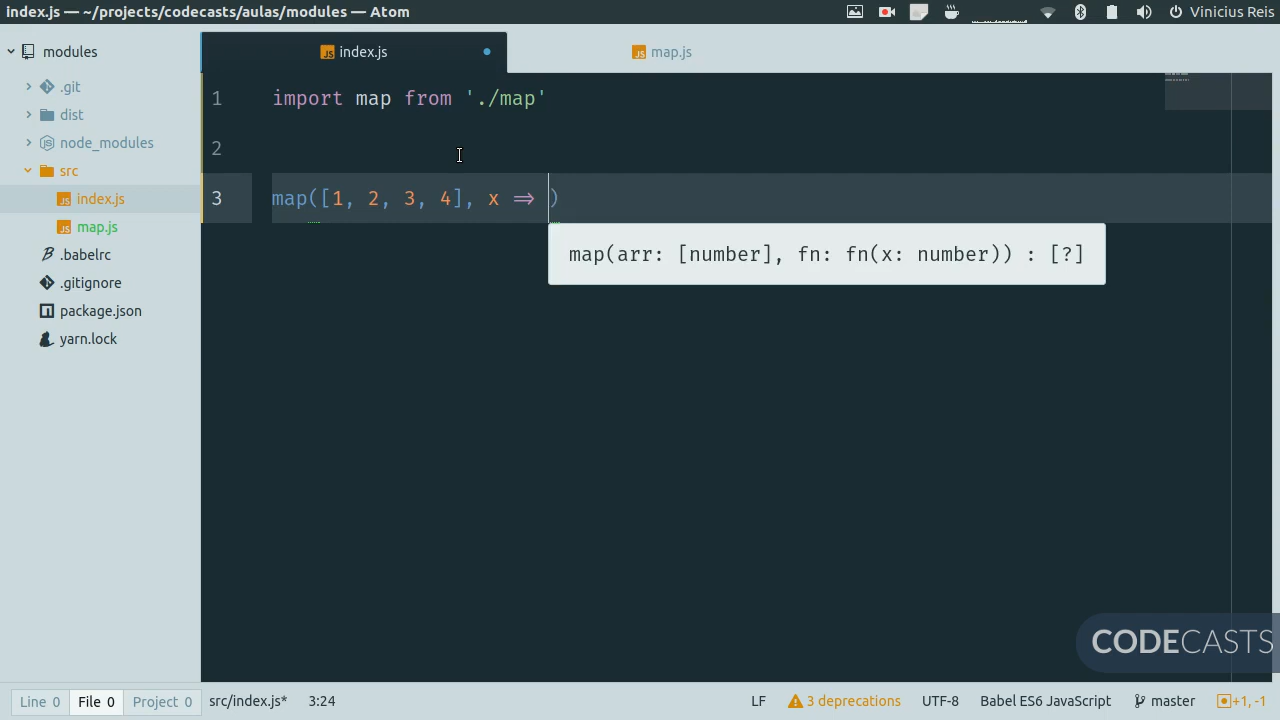 index.js — ~/projects/codecasts/aulas/modules — Atom
Vinicius Reis
modules
index.js
map.js
.git
dist
node_modules
src
index.js
map.js
.babelrc
.gitignore
package.json
yarn.lock
1 import map from './map'
2
3 map([1, 2, 3, 4], x => )
map(arr: [number], fn: fn(x: number)) : [?]
CODECASTS
Line 0 File 0 Project 0 src/index.js* 3:24 LF 3 deprecations UTF-8 Babel ES6 JavaScript master +1, -1